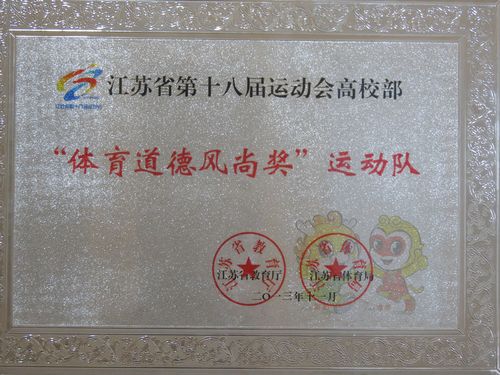 江苏省第十八届运动会高校部
“体育道德风尚奖”运动队
江苏省教育厅 江苏省体育局
二〇一三年十一月